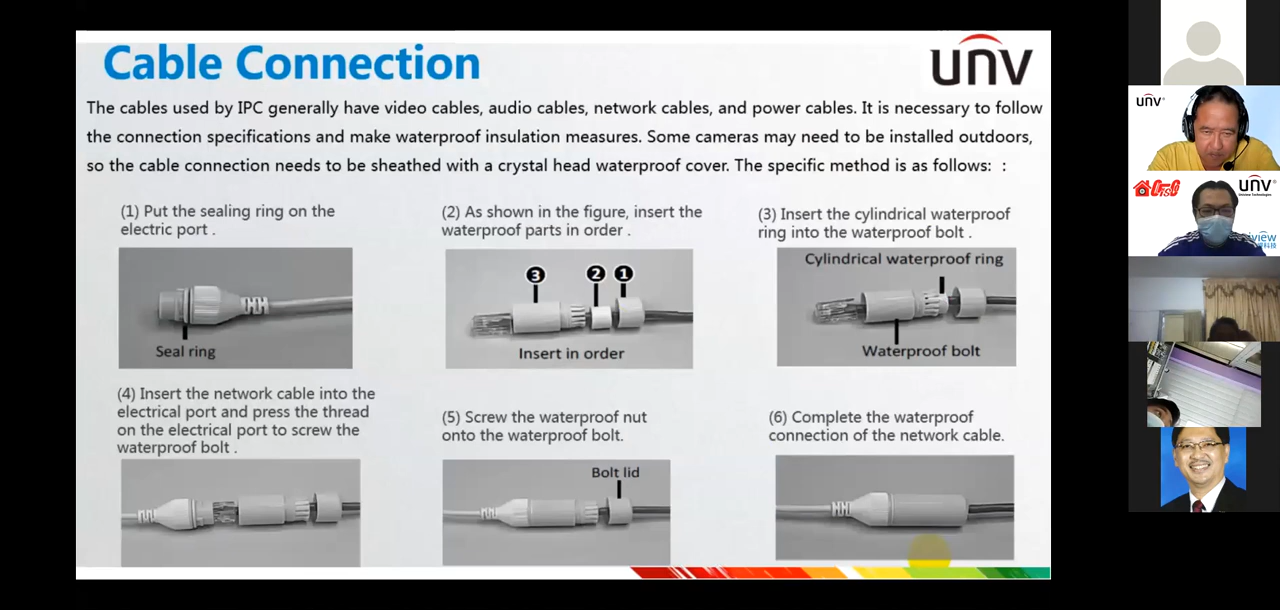 Cable Connection
unv
The cables used by IPC generally have video cables, audio cables, network cables, and power cables. It is necessary to follow
the connection specifications and make waterproof insulation measures. Some cameras may need to be installed outdoors,
so the cable connection needs to be sheathed with a crystal head waterproof cover. The specific method is as follows: :
(1) Put the sealing ring on the
electric port .
Seal ring
(2) As shown in the figure, insert the
waterproof parts in order .
3 2 1
Insert in order
(3) Insert the cylindrical waterproof
ring into the waterproof bolt .
Cylindrical waterproof ring
Waterproof bolt
(4) Insert the network cable into the
electrical port and press the thread
on the electrical port to screw the
waterproof bolt .
(5) Screw the waterproof nut
onto the waterproof bolt.
Bolt lid
(6) Complete the waterproof
connection of the network cable.
unv
unv
view